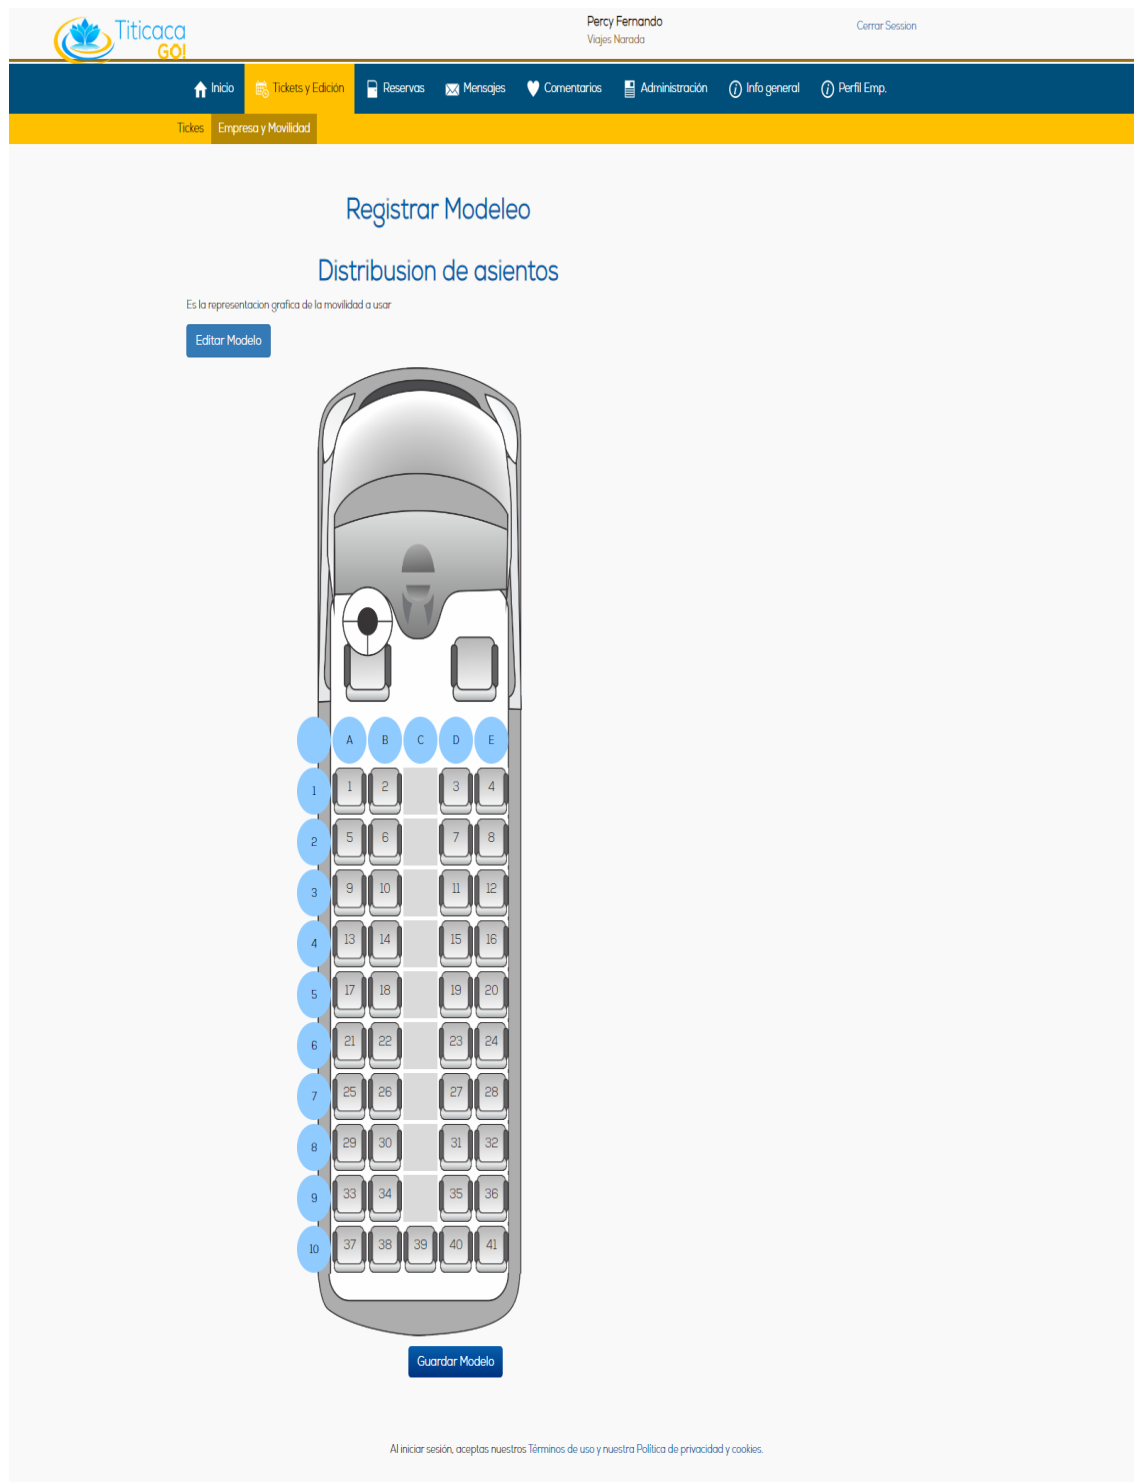 Titicaca
GO!
Percy Fernando
Viajes Narada
Cerrar Session
Inicio
Tickets y Edición
Reservas
Mensajes
Comentarios
Administración
Info general
Perfil Emp.
Tickes
Empresa y Movilidad
Registrar Modeleo
Distribusion de asientos
Es la representacion grafica de la movilidad a usar
Editar Modelo
A B C D E
1 1 2 3 4
2 5 6 7 8
3 9 10 11 12
4 13 14 15 16
5 17 18 19 20
6 21 22 23 24
7 25 26 27 28
8 29 30 31 32
9 33 34 35 36
10 37 38 39 40 41
Guardar Modelo
Al iniciar sesión, aceptas nuestros Términos de uso y nuestra Política de privacidad y cookies.